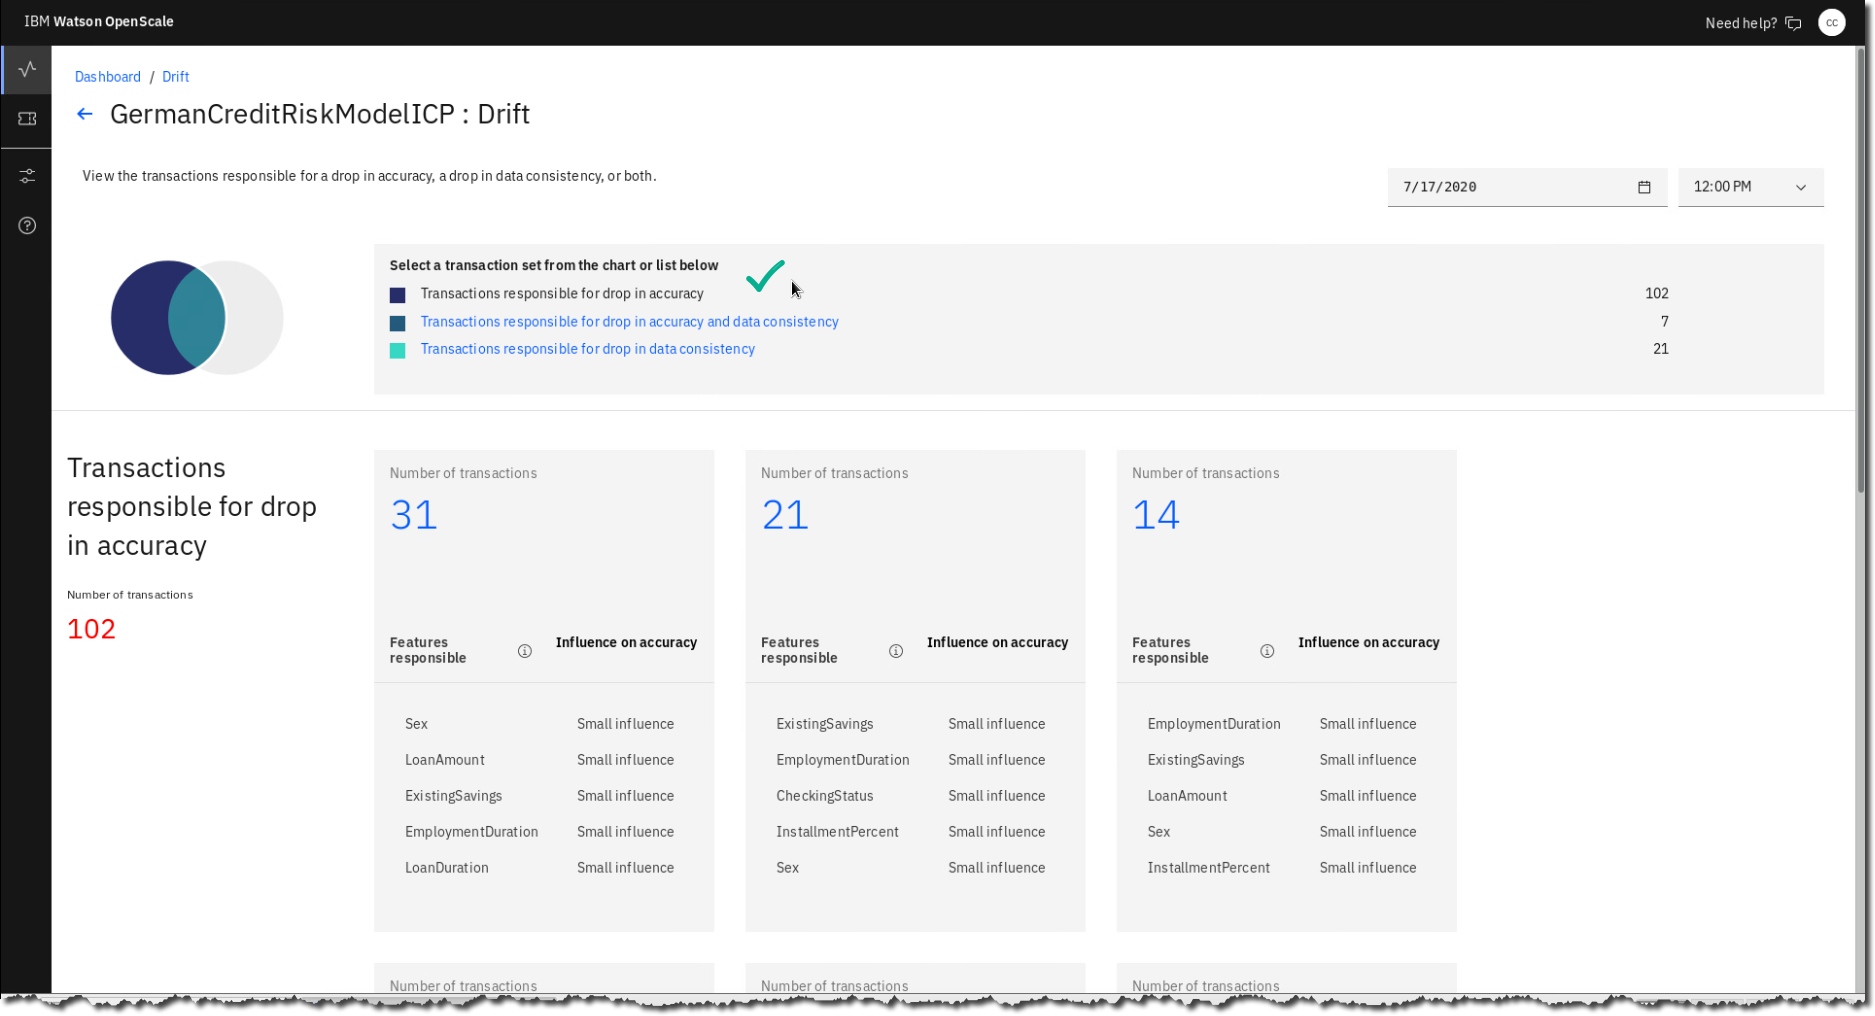 IBM Watson OpenScale
Need help?
CC
Dashboard / Drift
GermanCreditRiskModelICP : Drift
View the transactions responsible for a drop in accuracy, a drop in data consistency, or both.
7/17/2020
12:00 PM
Select a transaction set from the chart or list below
Transactions responsible for drop in accuracy 102
Transactions responsible for drop in accuracy and data consistency 7
Transactions responsible for drop in data consistency 21
Transactions
responsible for drop
in accuracy
Number of transactions
102
Number of transactions
31
Features
responsible
Influence on accuracy
Sex Small influence
LoanAmount Small influence
ExistingSavings Small influence
EmploymentDuration Small influence
LoanDuration Small influence
Number of transactions
21
Features
responsible
Influence on accuracy
ExistingSavings Small influence
EmploymentDuration Small influence
CheckingStatus Small influence
InstallmentPercent Small influence
Sex Small influence
Number of transactions
14
Features
responsible
Influence on accuracy
EmploymentDuration Small influence
ExistingSavings Small influence
LoanAmount Small influence
Sex Small influence
InstallmentPercent Small influence
Number of transactions
Number of transactions
Number of transactions